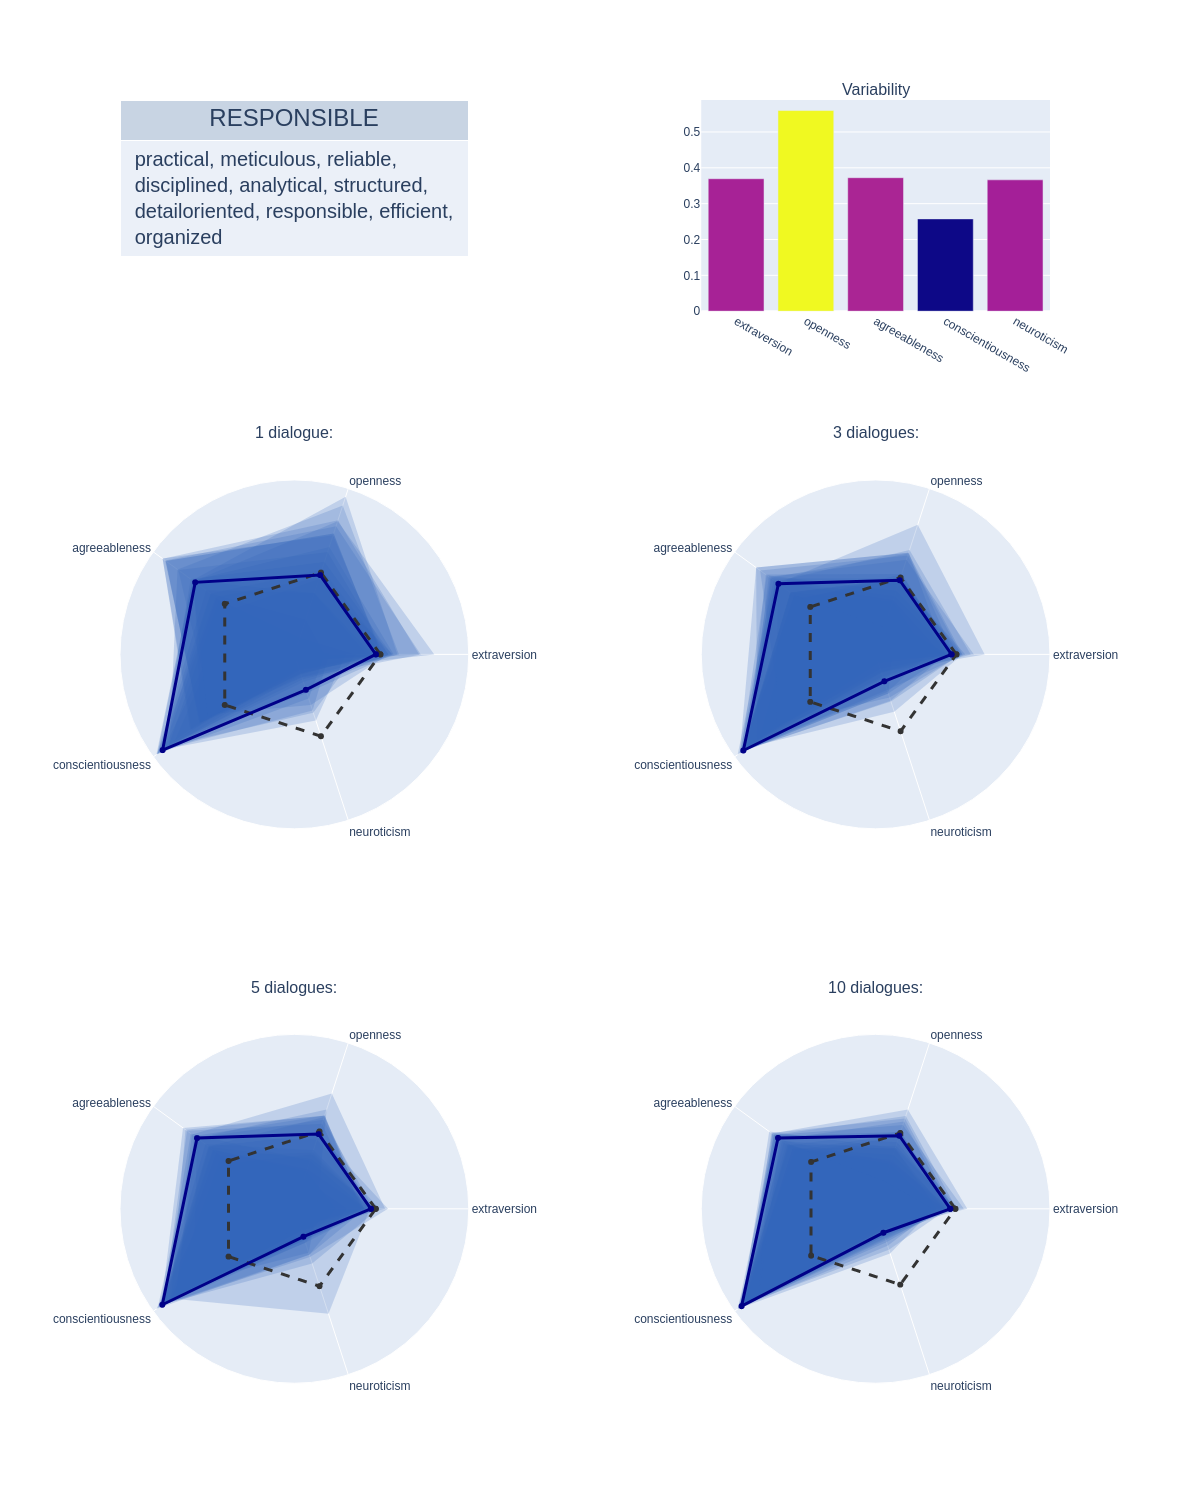 RESPONSIBLE
practical, meticulous, reliable,
disciplined, analytical, structured,
detailoriented, responsible, efficient,
organized
Variability
0.5
0.4
0.3
0.2
0.1
0
extraversion
openness
agreeableness
conscientiousness
neuroticism
1 dialogue:
openness
agreeableness
extraversion
conscientiousness
neuroticism
3 dialogues:
openness
agreeableness
extraversion
conscientiousness
neuroticism
5 dialogues:
openness
agreeableness
extraversion
conscientiousness
neuroticism
10 dialogues:
openness
agreeableness
extraversion
conscientiousness
neuroticism